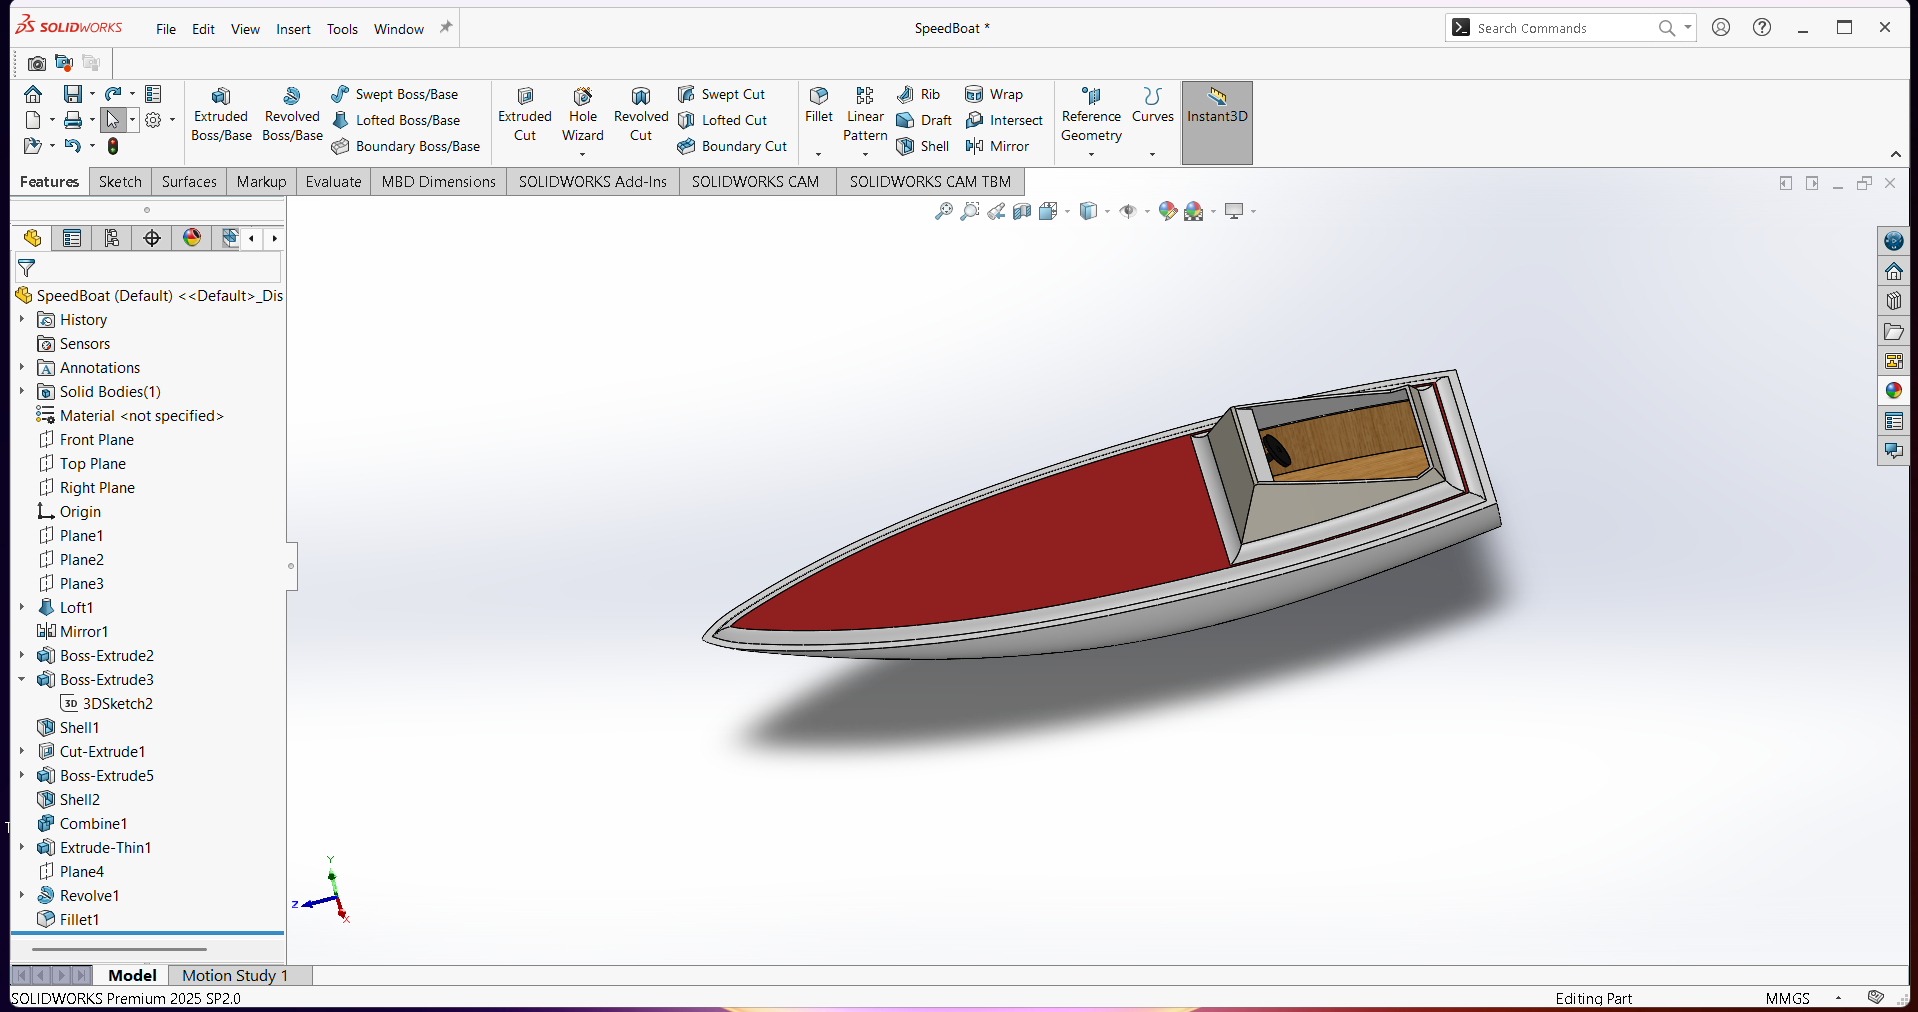 SOLIDWORKS
File Edit View Insert Tools Window
SpeedBoat *
Search Commands
Extruded Boss/Base
Revolved Boss/Base
Swept Boss/Base
Lofted Boss/Base
Boundary Boss/Base
Extruded Cut
Hole Wizard
Revolved Cut
Swept Cut
Lofted Cut
Boundary Cut
Fillet
Linear Pattern
Rib
Draft
Shell
Wrap
Intersect
Mirror
Reference Geometry
Curves
Instant3D
Features Sketch Surfaces Markup Evaluate MBD Dimensions SOLIDWORKS Add-Ins SOLIDWORKS CAM SOLIDWORKS CAM TBM
SpeedBoat (Default) <<Default>_Dis
History
Sensors
Annotations
Solid Bodies(1)
Material <not specified>
Front Plane
Top Plane
Right Plane
Origin
Plane1
Plane2
Plane3
Loft1
Mirror1
Boss-Extrude2
Boss-Extrude3
3D 3DSketch2
Shell1
Cut-Extrude1
Boss-Extrude5
Shell2
Combine1
Extrude-Thin1
Plane4
Revolve1
Fillet1
Y
Z
X
Model Motion Study 1
SOLIDWORKS Premium 2025 SP2.0
Editing Part
MMGS